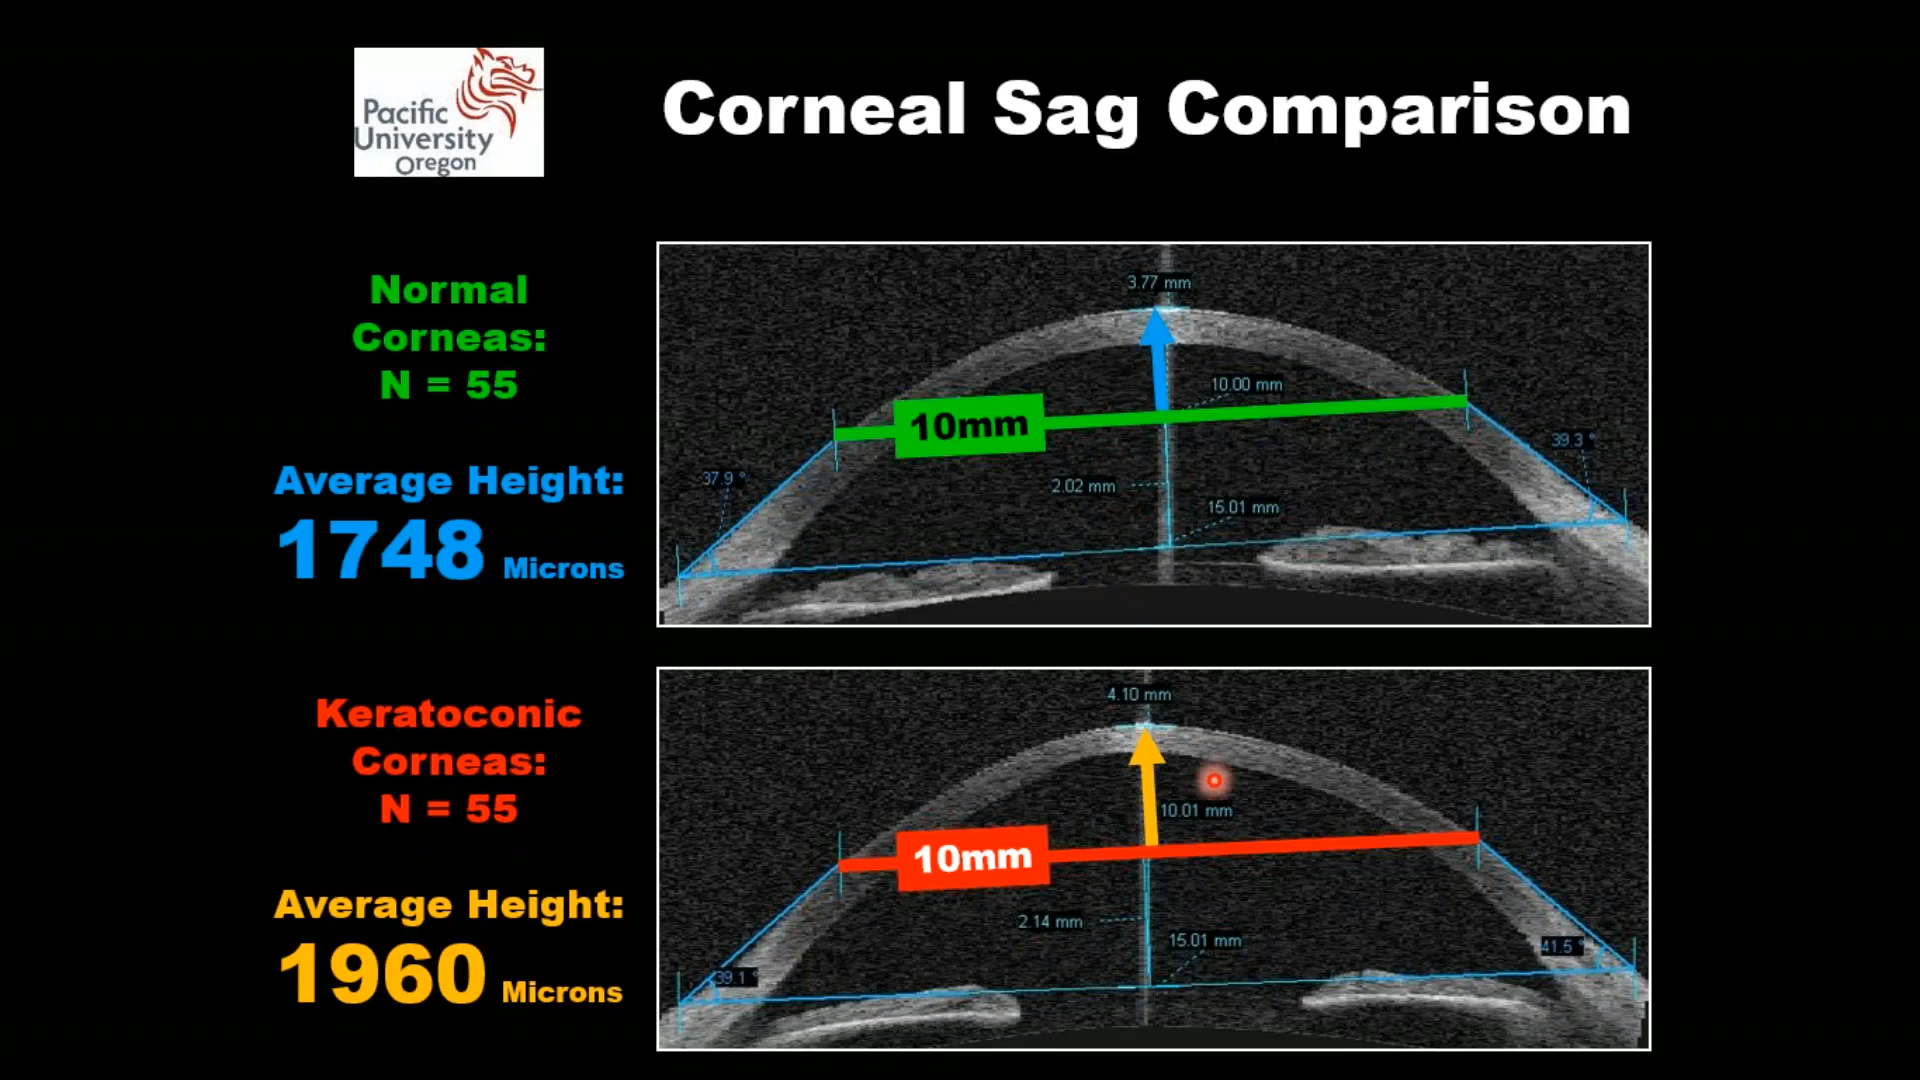 Pacific
University
Oregon
Corneal Sag Comparison
Normal
Corneas:
N = 55
Average Height:
1748 Microns
3.77 mm
10.00 mm
10mm
39.3 °
37.9 °
2.02 mm
15.01 mm
Keratoconic
Corneas:
N = 55
Average Height:
1960 Microns
4.10 mm
10.01 mm
10mm
2.14 mm
15.01 mm
41.5 °
39.1 °